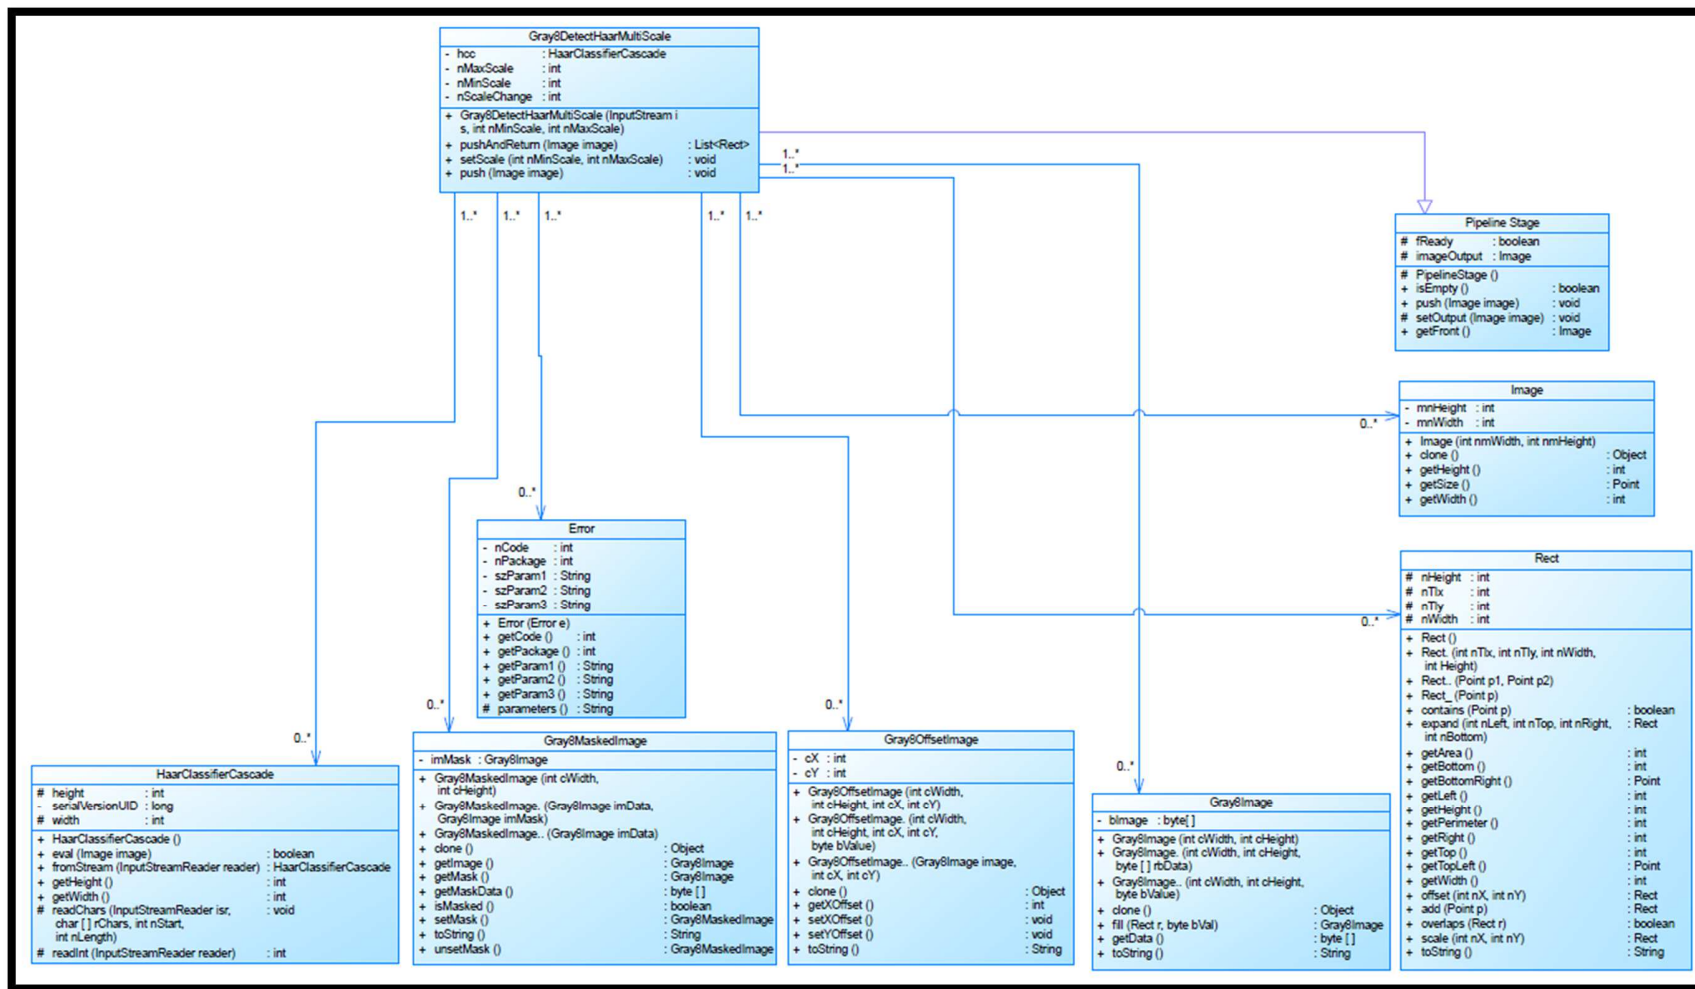 Gray8DetectHaarMultiScale
- hcc : HaarClassifierCascade
- nMaxScale : int
- nMinScale : int
- nScaleChange : int
+ Gray8DetectHaarMultiScale (InputStream i
s, int nMinScale, int nMaxScale)
+ pushAndReturn (Image image) : List<Rect>
+ setScale (int nMinScale, int nMaxScale) : void
+ push (Image image) : void
1..*
1..*
1..*
1..*
1..*
1..*
1..*
Pipeline Stage
# fReady : boolean
# imageOutput : Image
# PipelineStage ()
+ isEmpty () : boolean
+ push (Image image) : void
# setOutput (Image image) : void
+ getFront () : Image
0..*
Image
- mnHeight : int
- mnWidth : int
+ Image (int nmWidth, int nmHeight)
+ clone () : Object
+ getHeight () : int
+ getSize () : Point
+ getWidth () : int
0..*
Error
- nCode : int
- nPackage : int
- szParam1 : String
- szParam2 : String
- szParam3 : String
+ Error (Error e)
+ getCode () : int
+ getPackage () : int
+ getParam1 () : String
+ getParam2 () : String
+ getParam3 () : String
# parameters () : String
0..*
Rect
# nHeight : int
# nTlx : int
# nTly : int
# nWidth : int
+ Rect ()
+ Rect. (int nTlx, int nTly, int nWidth,
int Height)
+ Rect.. (Point p1, Point p2)
+ Rect_ (Point p)
+ contains (Point p) : boolean
+ expand (int nLeft, int nTop, int nRight, : Rect
int nBottom)
+ getArea () : int
+ getBottom () : int
+ getBottomRight () : Point
+ getLeft () : int
+ getHeight () : int
+ getPerimeter () : int
+ getRight () : int
+ getTop () : int
+ getTopLeft () : Point
+ getWidth () : int
+ offset (int nX, int nY) : Rect
+ add (Point p) : Rect
+ overlaps (Rect r) : boolean
+ scale (int nX, int nY) : Rect
+ toString () : String
0..*
HaarClassifierCascade
# height : int
- serialVersionUID : long
# width : int
+ HaarClassifierCascade ()
+ eval (Image image) : boolean
+ fromStream (InputStreamReader reader) : HaarClassifierCascade
+ getHeight () : int
+ getWidth () : int
# readChars (InputStreamReader isr, : void
char [] rChars, int nStart,
int nLength)
# readInt (InputStreamReader reader) : int
0..*
Gray8MaskedImage
- imMask : Gray8Image
+ Gray8MaskedImage (int cWidth,
int cHeight)
+ Gray8MaskedImage. (Gray8Image imData,
Gray8Image imMask)
+ Gray8MaskedImage.. (Gray8Image imData)
+ clone () : Object
+ getImage () : Gray8Image
+ getMask () : Gray8Image
+ getMaskData () : byte []
+ isMasked () : boolean
+ setMask () : Gray8MaskedImage
+ toString () : String
+ unsetMask () : Gray8MaskedImage
0..*
Gray8OffsetImage
- cX : int
- cY : int
+ Gray8OffsetImage (int cWidth,
int cHeight, int cX, int cY)
+ Gray8OffsetImage. (int cWidth,
int cHeight, int cX, int cY,
byte bValue)
+ Gray8OffsetImage.. (Gray8Image image,
int cX, int cY)
+ clone () : Object
+ getXOffset () : int
+ setXOffset () : void
+ setYOffset () : void
+ toString () : String
0..*
Gray8Image
- bImage : byte[]
+ Gray8Image (int cWidth, int cHeight)
+ Gray8Image. (int cWidth, int cHeight,
byte [] rbData)
+ Gray8Image.. (int cWidth, int cHeight,
byte bValue)
+ clone () : Object
+ fill (Rect r, byte bVal) : Gray8Image
+ getData () : byte []
+ toString () : String